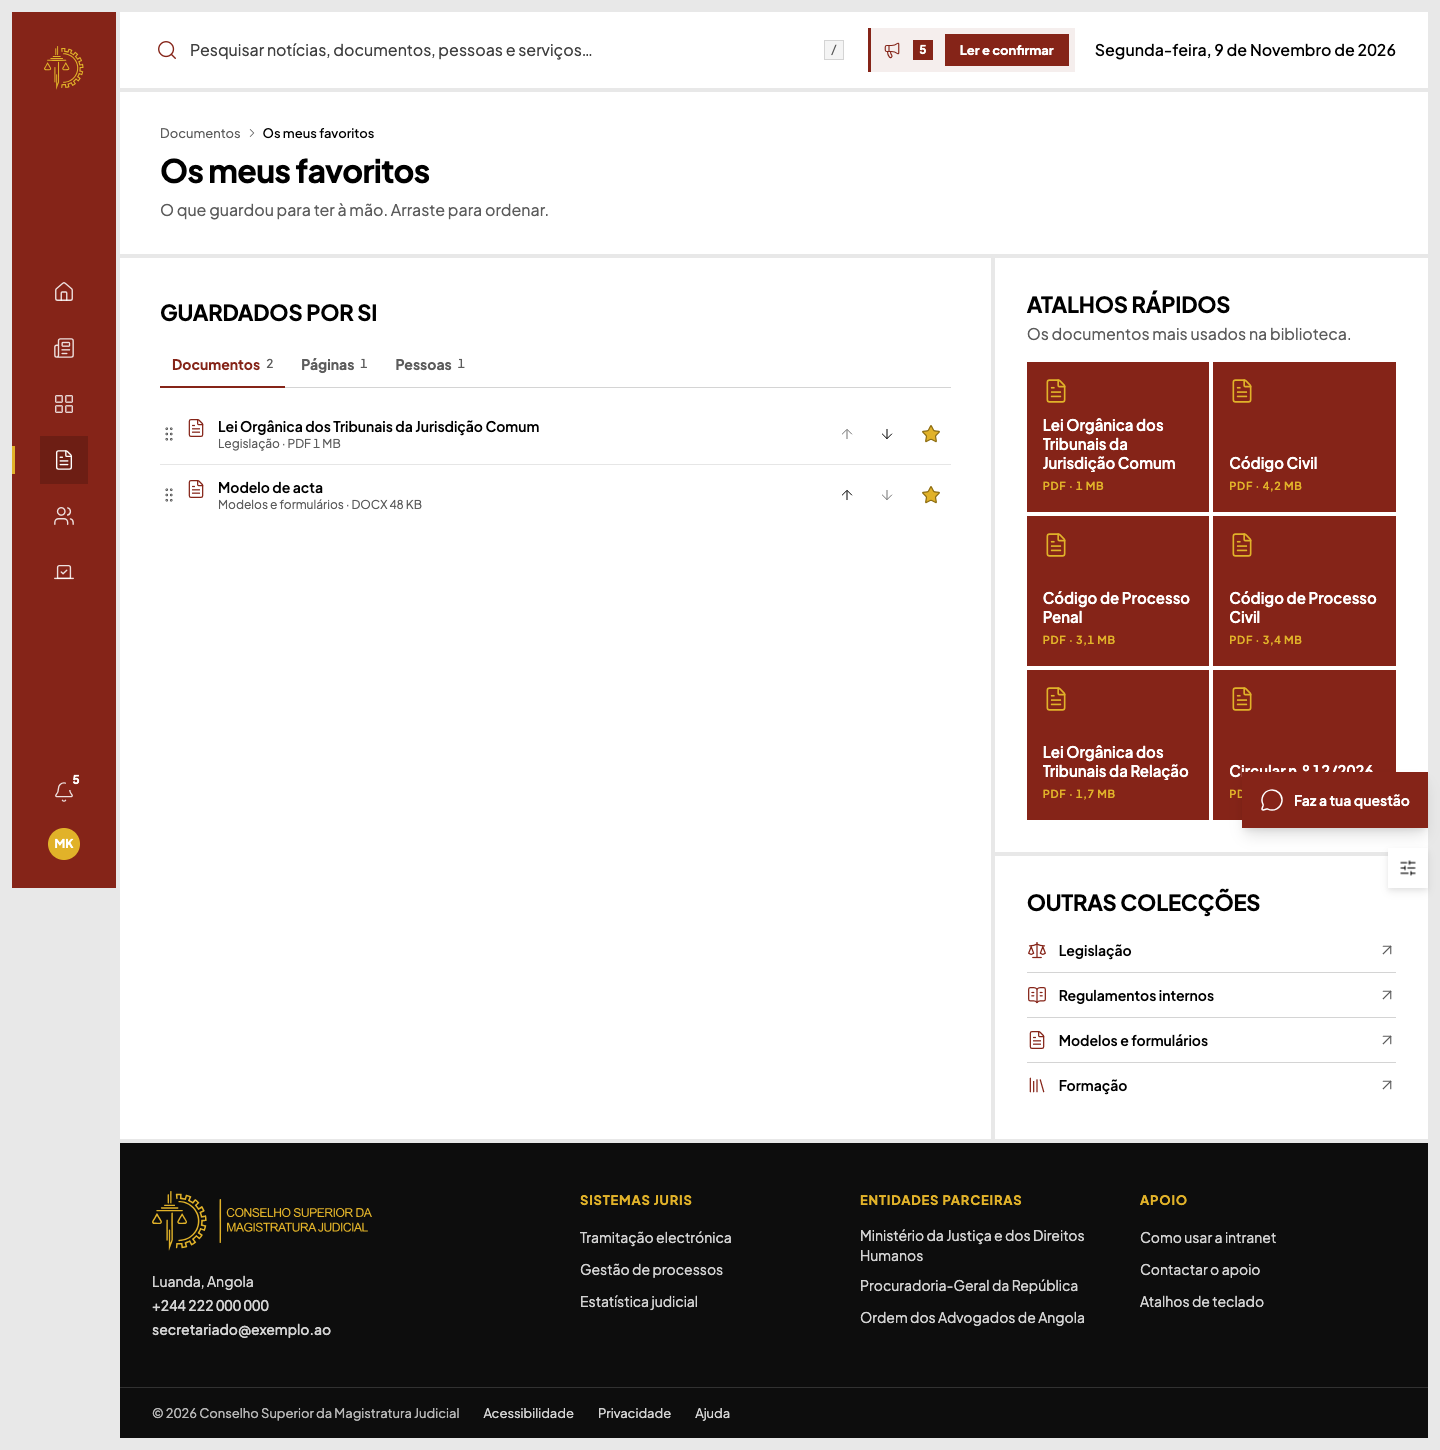 Pesquisar notícias, documentos, pessoas e serviços...
/
5
Ler e confirmar
Segunda-feira, 9 de Novembro de 2026
Documentos
Os meus favoritos
Os meus favoritos
O que guardou para ter à mão. Arraste para ordenar.
GUARDADOS POR SI
Documentos 2
Páginas 1
Pessoas 1
Lei Orgânica dos Tribunais da Jurisdição Comum
Legislação · PDF 1 MB
Modelo de acta
Modelos e formulários · DOCX 48 KB
ATALHOS RÁPIDOS
Os documentos mais usados na biblioteca.
Lei Orgânica dos
Tribunais da
Jurisdição Comum
PDF · 1 MB
Código Civil
PDF · 4,2 MB
Código de Processo
Penal
PDF · 3,1 MB
Código de Processo
Civil
PDF · 3,4 MB
Lei Orgânica dos
Tribunais da Relação
PDF · 1,7 MB
Circular n.º 12/2026
Faz a tua questão
5
MK
OUTRAS COLECÇÕES
Legislação
Regulamentos internos
Modelos e formulários
Formação
CONSELHO SUPERIOR DA
MAGISTRATURA JUDICIAL
Luanda, Angola
+244 222 000 000
secretariado@exemplo.ao
SISTEMAS JURIS
Tramitação electrónica
Gestão de processos
Estatística judicial
ENTIDADES PARCEIRAS
Ministério da Justiça e dos Direitos
Humanos
Procuradoria-Geral da República
Ordem dos Advogados de Angola
APOIO
Como usar a intranet
Contactar o apoio
Atalhos de teclado
© 2026 Conselho Superior da Magistratura Judicial
Acessibilidade
Privacidade
Ajuda